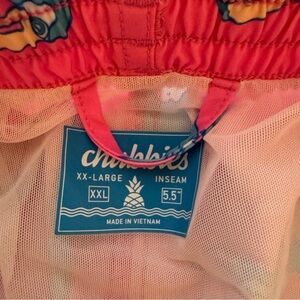 chubbies
XX-LARGE INSEAM
XXL 5.5"
MADE IN VIETNAM